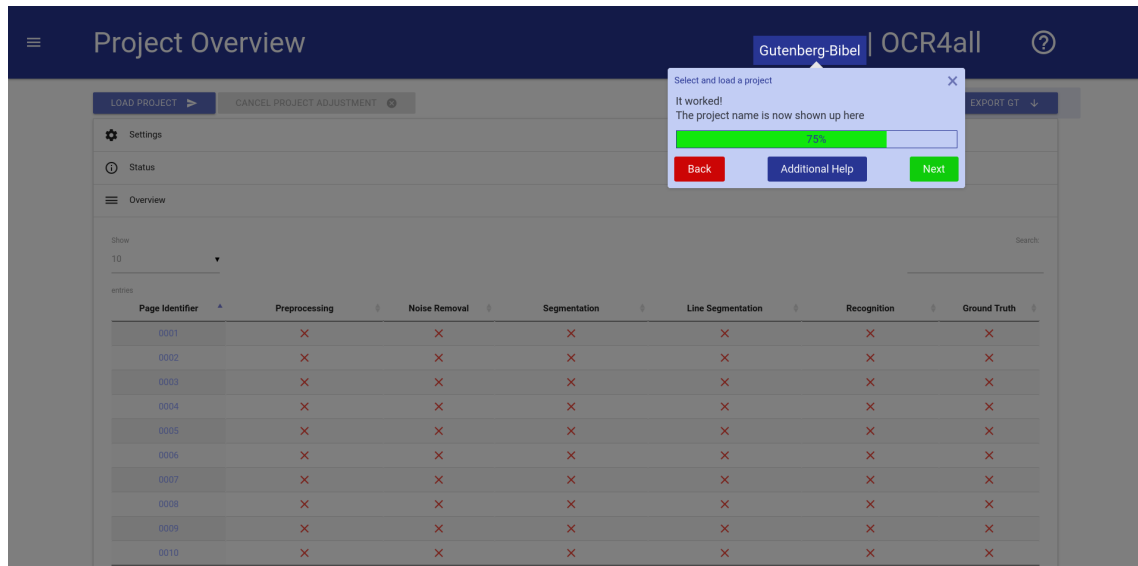 Project Overview
Gutenberg-Bibel | OCR4all
Select and load a project
It worked!
The project name is now shown up here
75%
Back Additional Help Next
LOAD PROJECT CANCEL PROJECT ADJUSTMENT EXPORT GT
Settings
Status
Overview
Show Search:
10
entries
Page Identifier Preprocessing Noise Removal Segmentation Line Segmentation Recognition Ground Truth
0001
0002
0003
0004
0005
0006
0007
0008
0009
0010